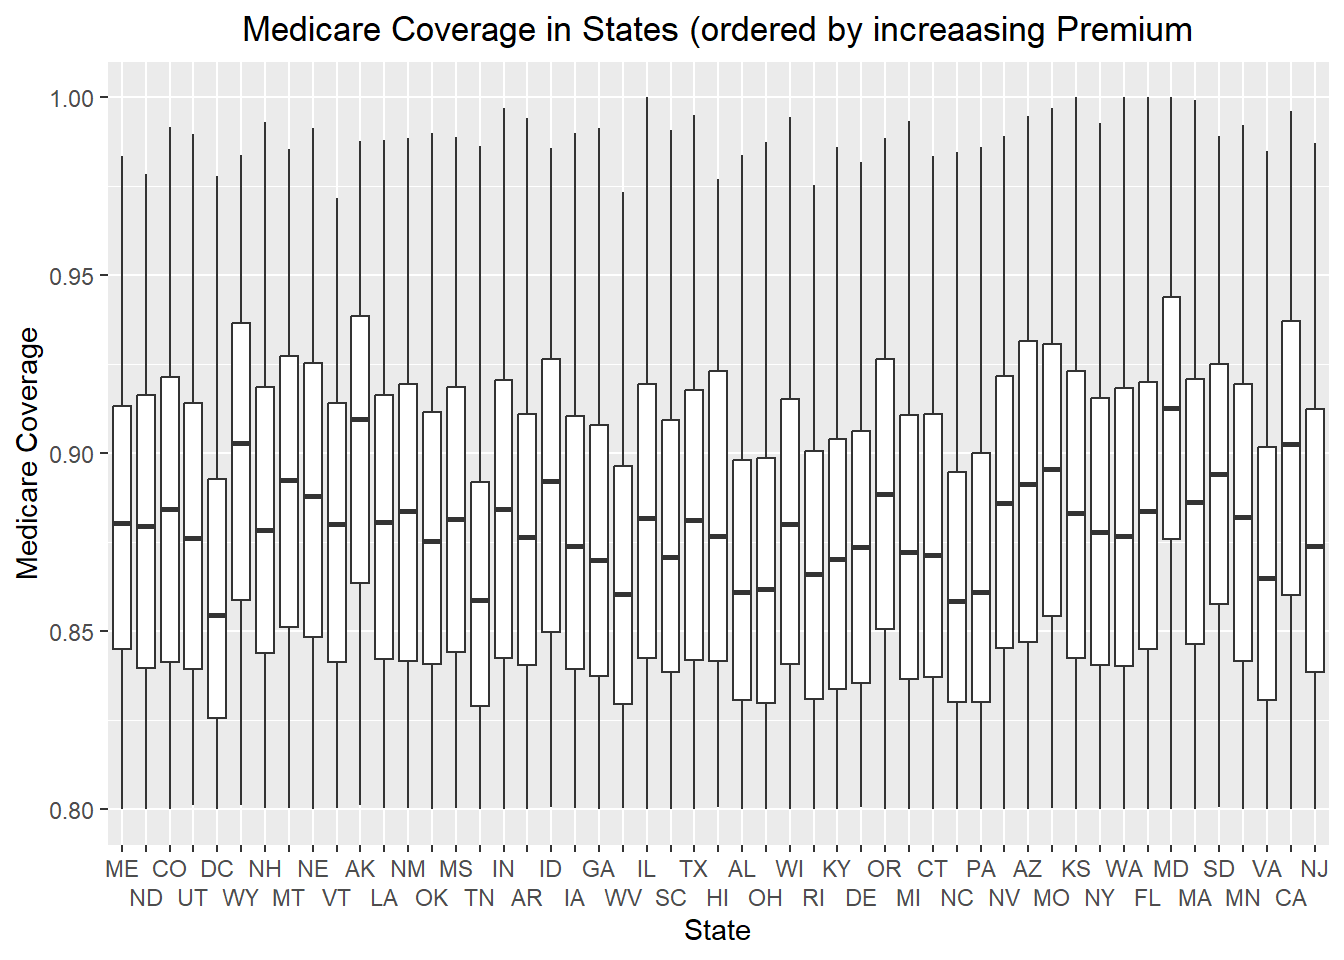 Medicare Coverage in States (ordered by increaasing Premium
1.00
0.95
0.90
0.85
0.80
Medicare Coverage
ME CO DC NH NE AK NM MS IN ID GA IL TX AL WI KY OR CT PA AZ KS WA MD SD VA NJ
ND UT WY MT VT LA OK TN AR IA WV SC HI OH RI DE MI NC NV MO NY FL MA MN CA
State